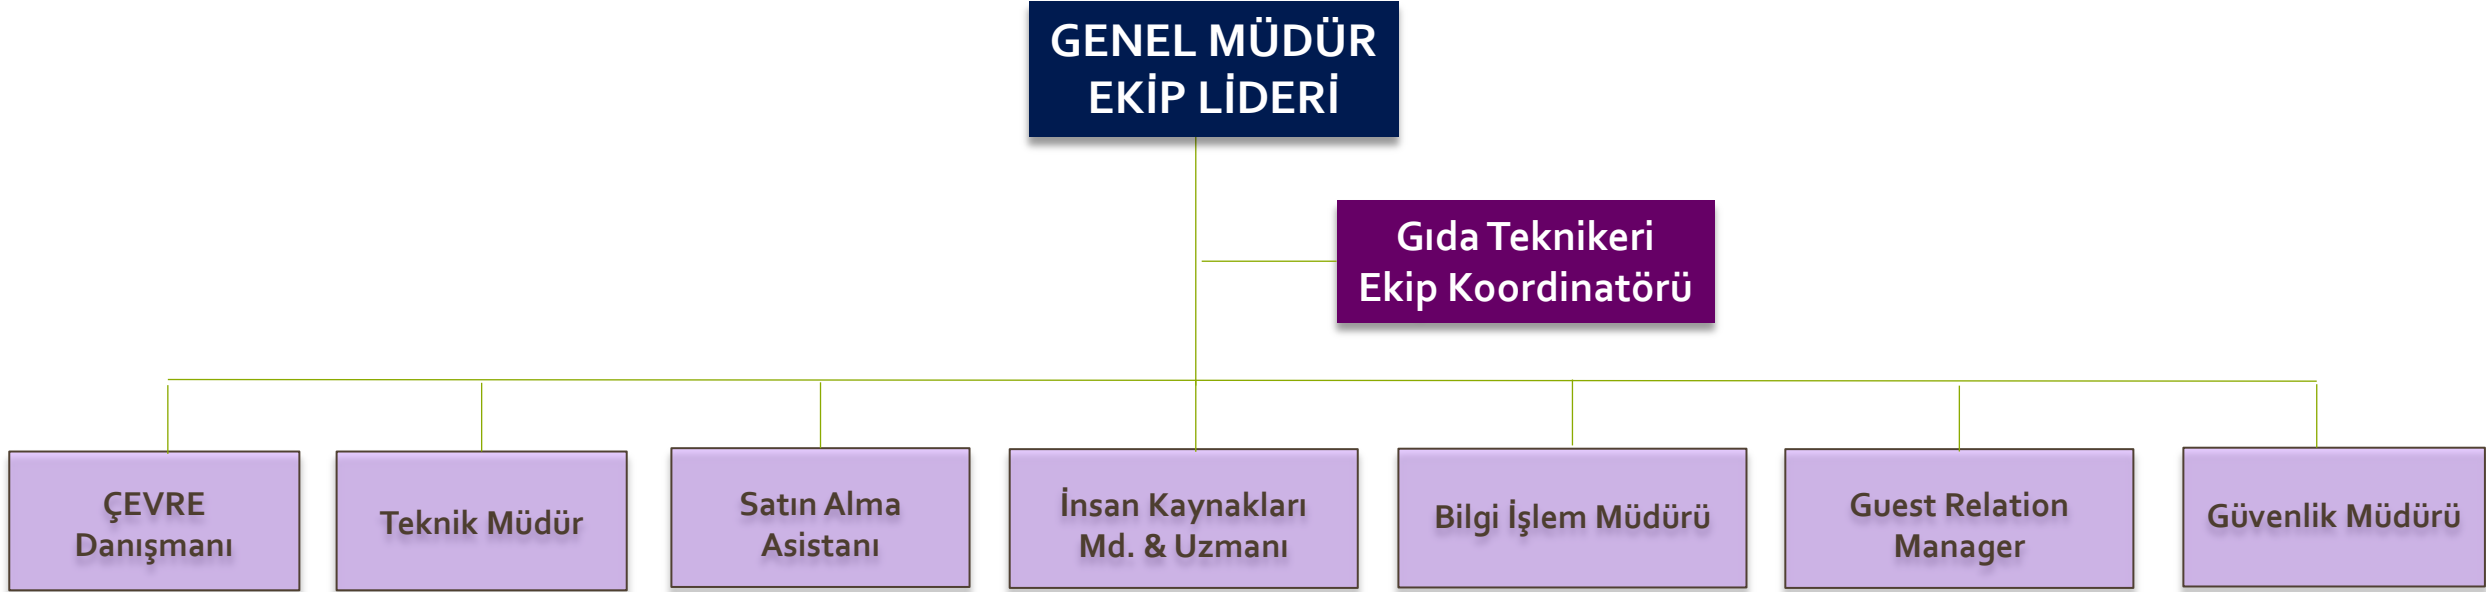 GENEL MÜDÜR
EKİP LİDERİ
Gıda Teknikeri
Ekip Koordinatörü
ÇEVRE
Danışmanı
Teknik Müdür
Satın Alma
Asistanı
İnsan Kaynakları
Md. & Uzmanı
Bilgi İşlem Müdürü
Guest Relation
Manager
Güvenlik Müdürü